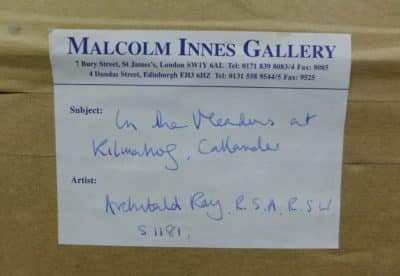 MALCOLM INNES GALLERY
7 Bury Street, St James's, London SW1Y 6AL Tel: 0171 839 8083/4 Fax: 8085
4 Dundas Street, Edinburgh EH3 6HZ Tel: 0131 558 9544/5 Fax: 9525
Subject:
In the Meadows at
Kilmahog, Callander
Artist:
Archibald Kay, R.S.A, R.S.W
S1181,